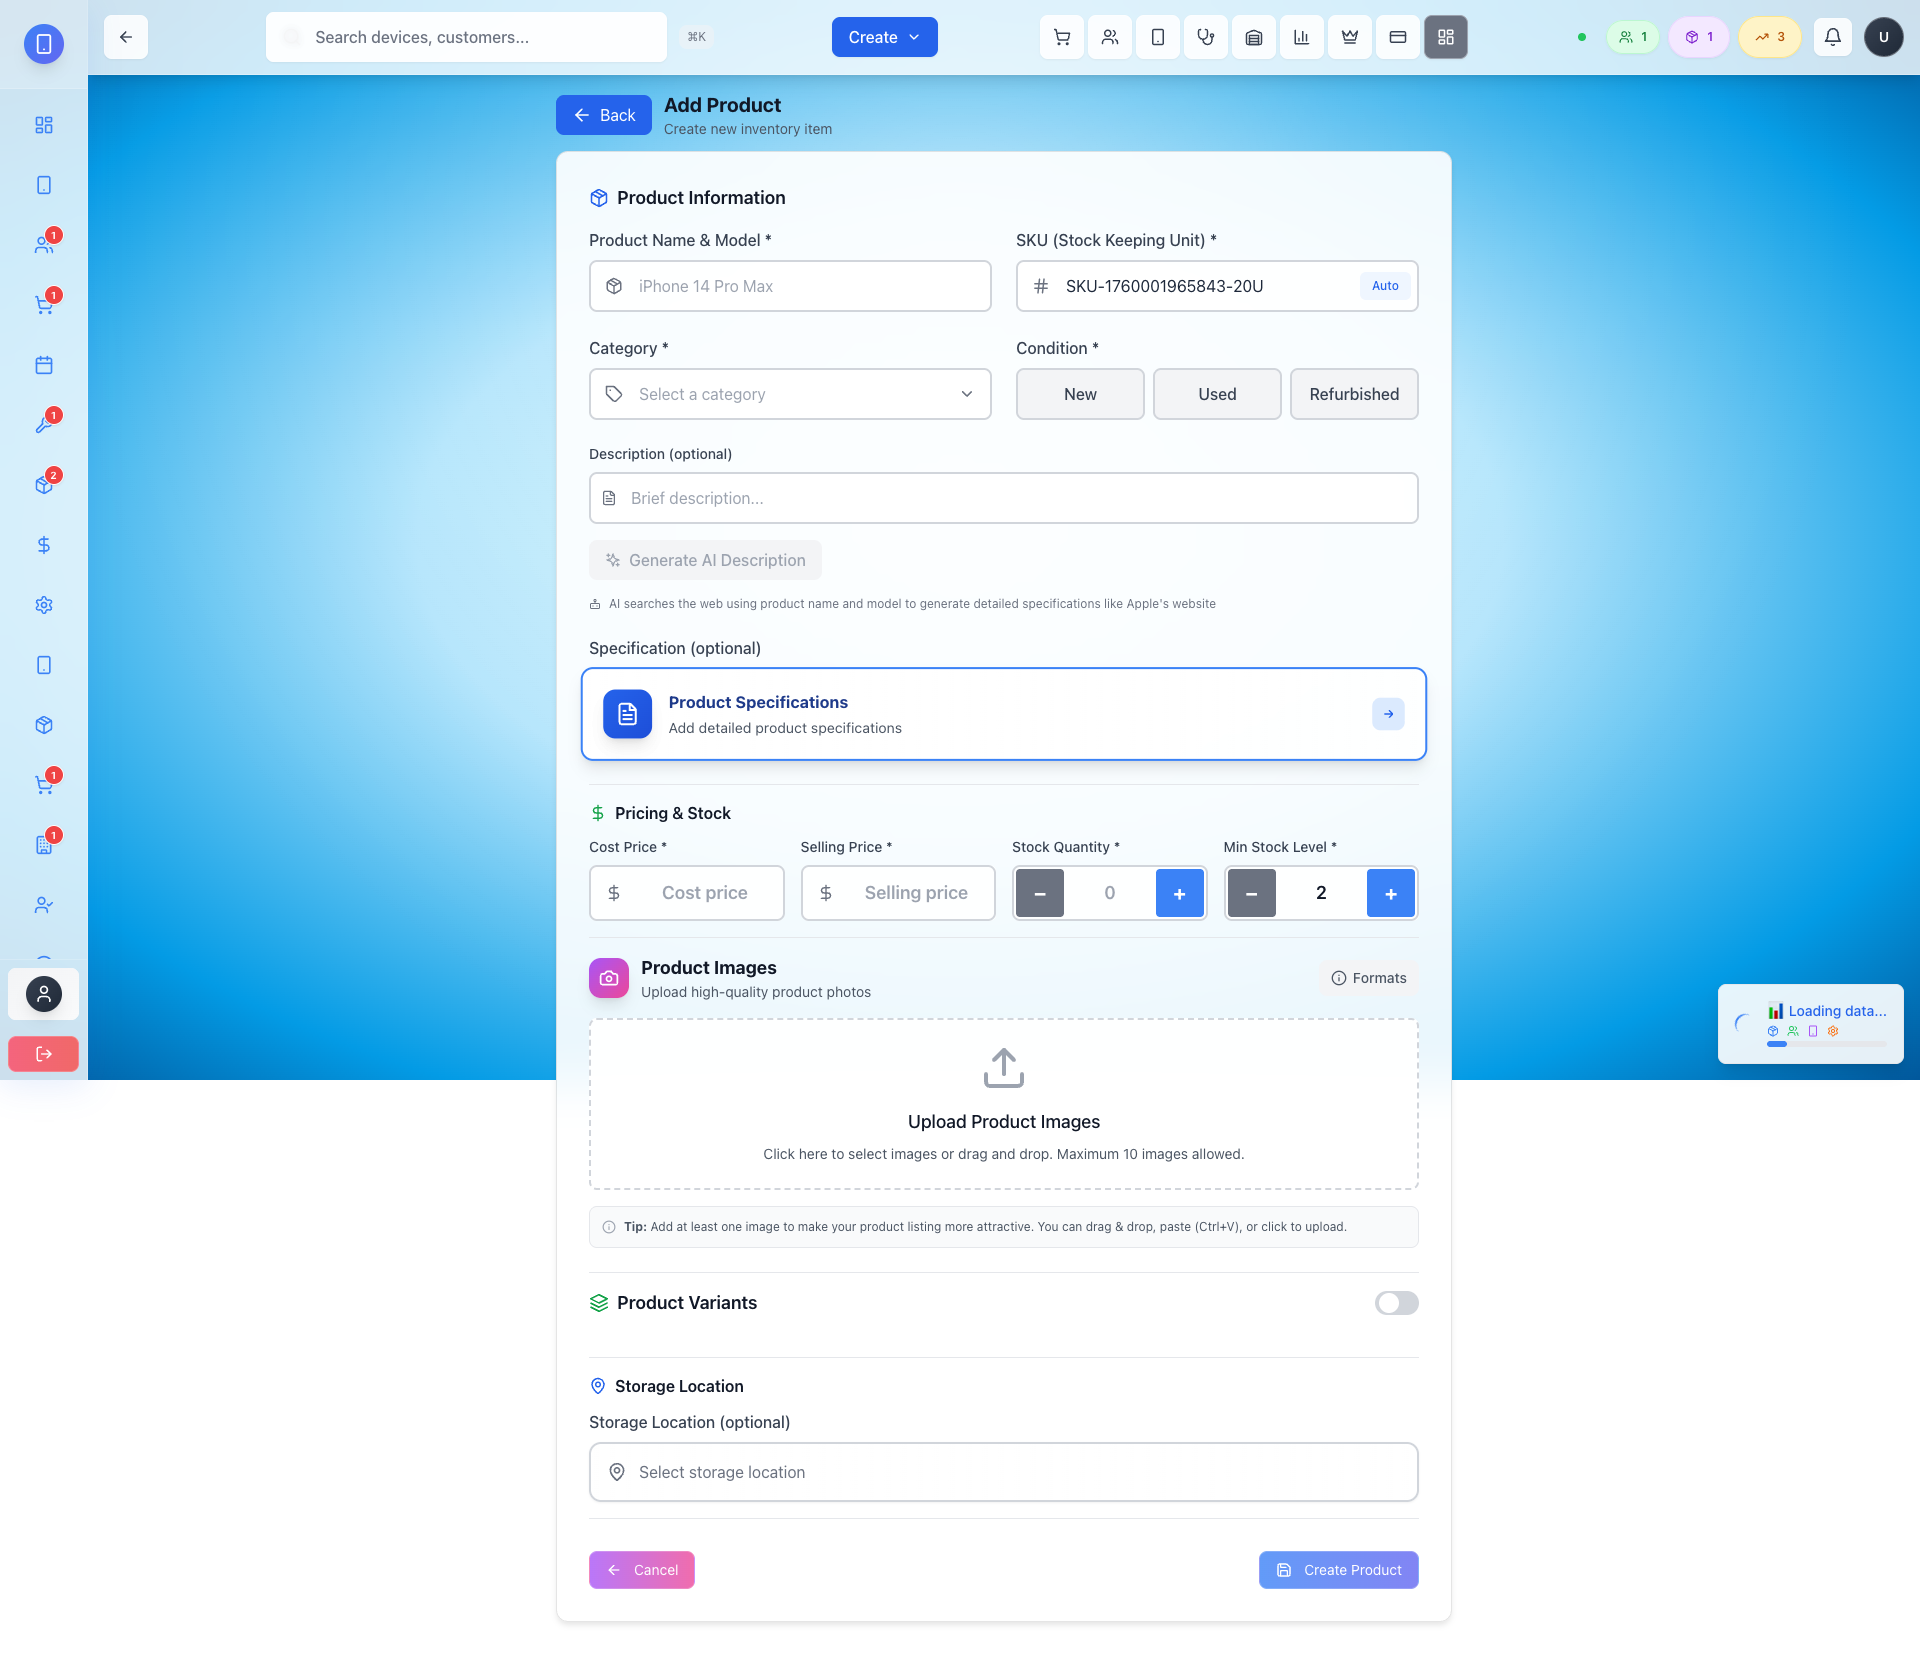 Search devices, customers...
⌘K
Create
1
1
3
U
1
1
1
2
1
1
Back
Add Product
Create new inventory item
Product Information
Product Name & Model *
SKU (Stock Keeping Unit) *
iPhone 14 Pro Max
SKU-1760001965843-20U
Auto
Category *
Condition *
Select a category
New
Used
Refurbished
Description (optional)
Brief description...
Generate AI Description
AI searches the web using product name and model to generate detailed specifications like Apple's website
Specification (optional)
Product Specifications
Add detailed product specifications
Pricing & Stock
Cost Price *
Selling Price *
Stock Quantity *
Min Stock Level *
Cost price
Selling price
−
0
+
−
2
+
Product Images
Upload high-quality product photos
Formats
Upload Product Images
Click here to select images or drag and drop. Maximum 10 images allowed.
Tip: Add at least one image to make your product listing more attractive. You can drag & drop, paste (Ctrl+V), or click to upload.
Product Variants
Storage Location
Storage Location (optional)
Select storage location
Cancel
Create Product
Loading data...